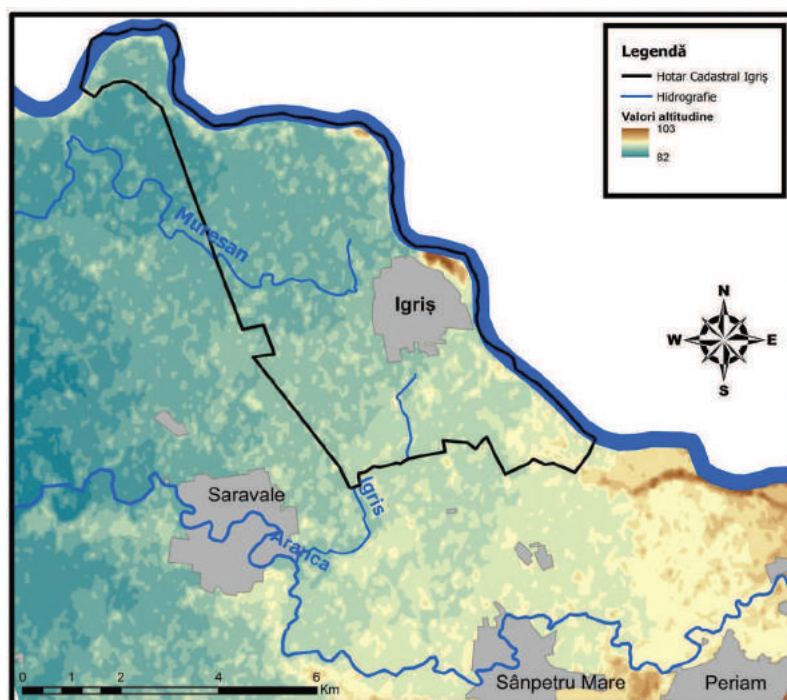 Legendă
Hotar Cadastral Igriș
Hidrografie
Valori altitudine
103
82
Muresan
Igriș
N
W
E
S
Saravale
Igris
Aranca
Sânpetru Mare
Periam
0 1 2 4 6
Km